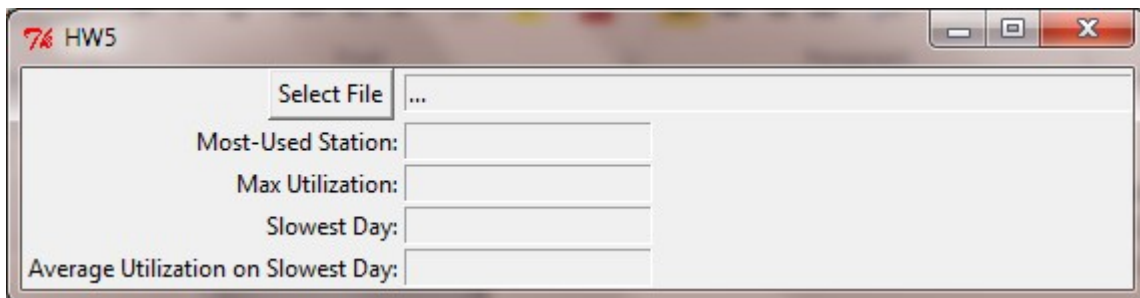 HW5
Select File ...
Most-Used Station:
Max Utilization:
Slowest Day:
Average Utilization on Slowest Day: